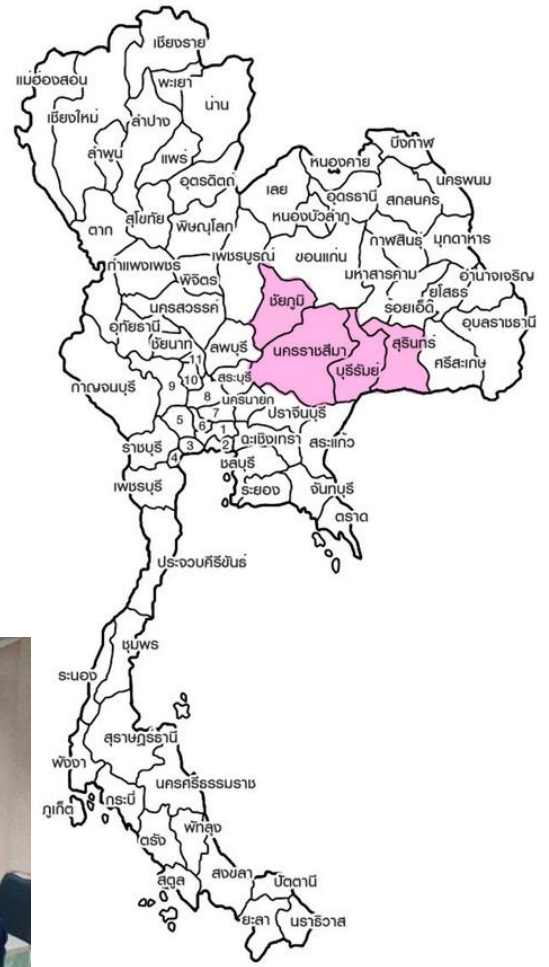 เชียงราย
แม่ฮ่องสอน
พะเยา
น่าน
เชียงใหม่
ลำปาง
ลำพูน
แพร่
อุตรดิตถ์
ตาก
สุโขทัย
พิษณุโลก
บึงกาฬ
หนองคาย
เลย
อุดรธานี
นครพนม
สกลนคร
หนองบัวลำภู
กาฬสินธุ์
มุกดาหาร
เพชรบูรณ์
ขอนแก่น
กำแพงเพชร
พิจิตร
มหาสารคาม
อำนาจเจริญ
ยโสธร
ชัยภูมิ
ร้อยเอ็ด
นครสวรรค์
อุบลราชธานี
อุทัยธานี
ชัยนาท
ลพบุรี
นครราชสีมา
สุรินทร์
ศรีสะเกษ
บุรีรัมย์
11
สระบุรี
10
9
8
นครนายก
กาญจนบุรี
7
ปราจีนบุรี
5
6
1
ฉะเชิงเทรา
สระแก้ว
ราชบุรี
3
2
4
ชลบุรี
เพชรบุรี
ระยอง
จันทบุรี
ตราด
ประจวบคีรีขันธ์
ชุมพร
ระนอง
สุราษฎร์ธานี
พังงา
นครศรีธรรมราช
ภูเก็ต
กระบี่
ตรัง
พัทลุง
สตูล
สงขลา
ปัตตานี
ยะลา
นราธิวาส